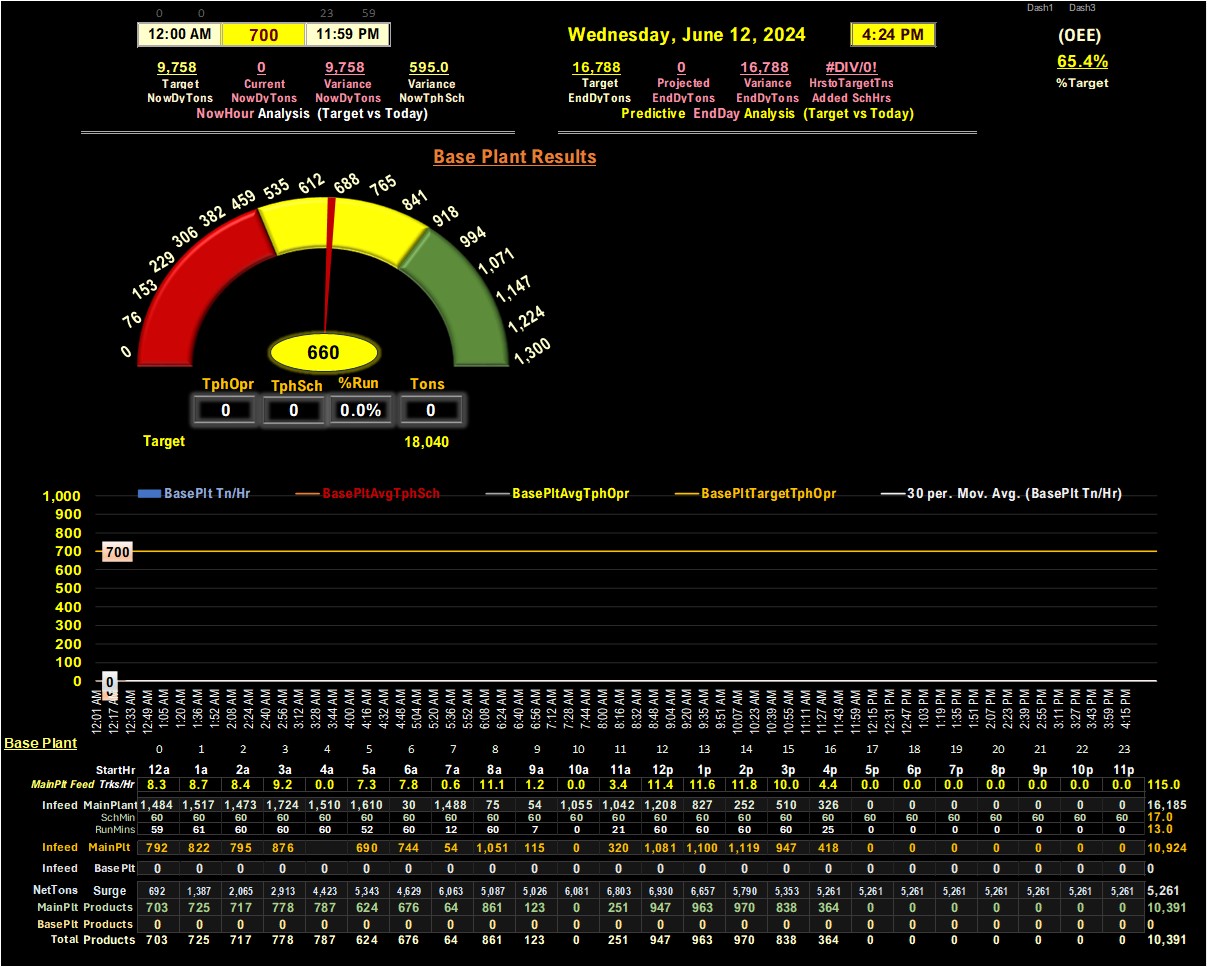 0 0 23 59 Dash1 Dash3
12:00 AM 700 11:59 PM Wednesday, June 12, 2024 4:24 PM (OEE)
9,758 0 9,758 595.0 16,788 0 16,788 #DIV/0! 65.4%
Target Current Variance Variance Target Projected Variance HrstoTargetTns %Target
NowDyTons NowDyTons NowDyTons NowTphSch EndDyTons EndDyTons EndDyTons Added SchHrs
NowHour Analysis (Target vs Today) Predictive EndDay Analysis (Target vs Today)
Base Plant Results
0 76 153 229 306 382 459 535 612 688 765 841 918 994 1,071 1,147 1,224 1,300
660
TphOpr TphSch %Run Tons
0 0 0.0% 0
Target 18,040
BasePlt Tn/Hr BasePltAvgTphSch BasePltAvgTphOpr BasePltTargetTphOpr 30 per. Mov. Avg. (BasePlt Tn/Hr)
1,000
900
800
700 700
600
500
400
300
200
100
0 0
12:01 AM 12:17 AM 12:33 AM 12:49 AM 1:05 AM 1:20 AM 1:36 AM 1:52 AM 2:08 AM 2:24 AM 2:40 AM 2:56 AM 3:12 AM 3:28 AM 3:44 AM 4:00 AM 4:16 AM 4:32 AM 4:48 AM 5:04 AM 5:20 AM 5:36 AM 5:52 AM 6:08 AM 6:24 AM 6:40 AM 6:56 AM 7:12 AM 7:28 AM 7:44 AM 8:00 AM 8:16 AM 8:32 AM 8:48 AM 9:04 AM 9:20 AM 9:35 AM 9:51 AM 10:07 AM 10:23 AM 10:39 AM 10:55 AM 11:11 AM 11:27 AM 11:43 AM 11:59 AM 12:15 PM 12:31 PM 12:47 PM 1:03 PM 1:19 PM 1:35 PM 1:51 PM 2:07 PM 2:23 PM 2:39 PM 2:55 PM 3:11 PM 3:27 PM 3:43 PM 3:59 PM 4:15 PM
Base Plant 0 1 2 3 4 5 6 7 8 9 10 11 12 13 14 15 16 17 18 19 20 21 22 23
StartHr 12a 1a 2a 3a 4a 5a 6a 7a 8a 9a 10a 11a 12p 1p 2p 3p 4p 5p 6p 7p 8p 9p 10p 11p
MainPlt Feed Trks/Hr 8.3 8.7 8.4 9.2 0.0 7.3 7.8 0.6 11.1 1.2 0.0 3.4 11.4 11.6 11.8 10.0 4.4 0.0 0.0 0.0 0.0 0.0 0.0 0.0 115.0
Infeed MainPlant 1,484 1,517 1,473 1,724 1,510 1,610 30 1,488 75 54 1,055 1,042 1,208 827 252 510 326 0 0 0 0 0 0 0 16,185
SchMin 60 60 60 60 60 60 60 60 60 60 60 60 60 60 60 60 60 60 60 60 60 60 60 60 17.0
RunMins 59 61 60 60 60 52 60 12 60 7 0 21 60 60 60 60 25 0 0 0 0 0 0 0 13.0
Infeed MainPlt 792 822 795 876 690 744 54 1,051 115 0 320 1,081 1,100 1,119 947 418 0 0 0 0 0 0 0 10,924
Infeed BasePlt 0 0 0 0 0 0 0 0 0 0 0 0 0 0 0 0 0 0 0 0 0 0 0 0 0
NetTons Surge 692 1,387 2,065 2,913 4,423 5,343 4,629 6,063 5,087 5,026 6,081 6,803 6,930 6,657 5,790 5,353 5,261 5,261 5,261 5,261 5,261 5,261 5,261 5,261 5,261
MainPlt Products 703 725 717 778 787 624 676 64 861 123 0 251 947 963 970 838 364 0 0 0 0 0 0 0 10,391
BasePlt Products 0 0 0 0 0 0 0 0 0 0 0 0 0 0 0 0 0 0 0 0 0 0 0 0 0
Total Products 703 725 717 778 787 624 676 64 861 123 0 251 947 963 970 838 364 0 0 0 0 0 0 0 10,391